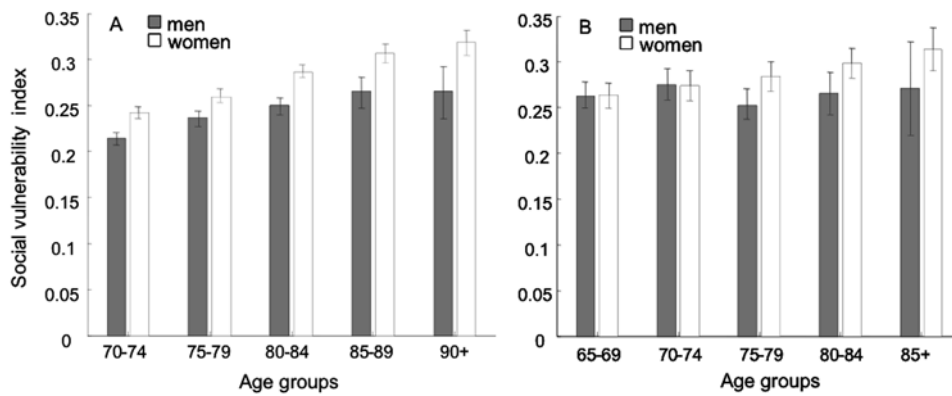 A
men
women
0.35
0.3
0.25
0.2
0.15
0.1
0.05
0
Social vulnerability index
70-74 75-79 80-84 85-89 90+
Age groups
B
men
women
0.35
0.3
0.25
0.2
0.15
0.1
0.05
0
65-69 70-74 75-79 80-84 85+
Age groups